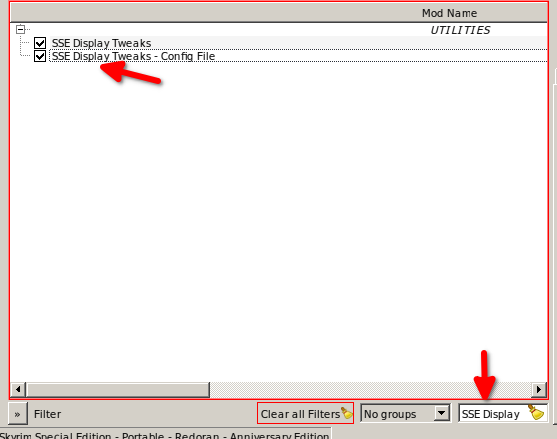 Mod Name
UTILITIES
SSE Display Tweaks
SSE Display Tweaks - Config File
» Filter Clear all Filters No groups SSE Display
Skyrim Special Edition - Portable - Redoran - Anniversary Edition